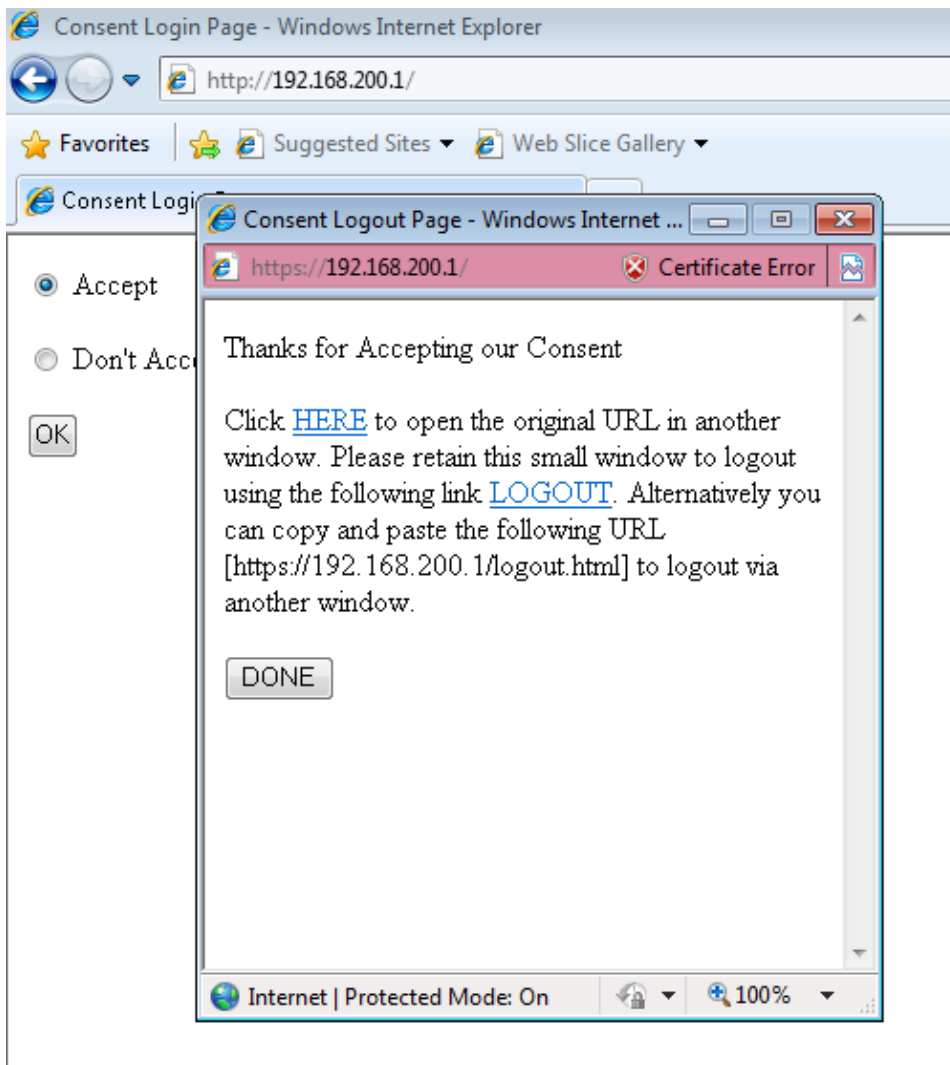 Consent Login Page - Windows Internet Explorer
http://192.168.200.1/
Favorites
Suggested Sites
Web Slice Gallery
Consent Logi
Consent Logout Page - Windows Internet ...
https://192.168.200.1/
Certificate Error
Accept
Don't Acc
OK
Thanks for Accepting our Consent
Click HERE to open the original URL in another
window. Please retain this small window to logout
using the following link LOGOUT. Alternatively you
can copy and paste the following URL
[https://192.168.200.1/logout.html] to logout via
another window.
DONE
Internet | Protected Mode: On
100%